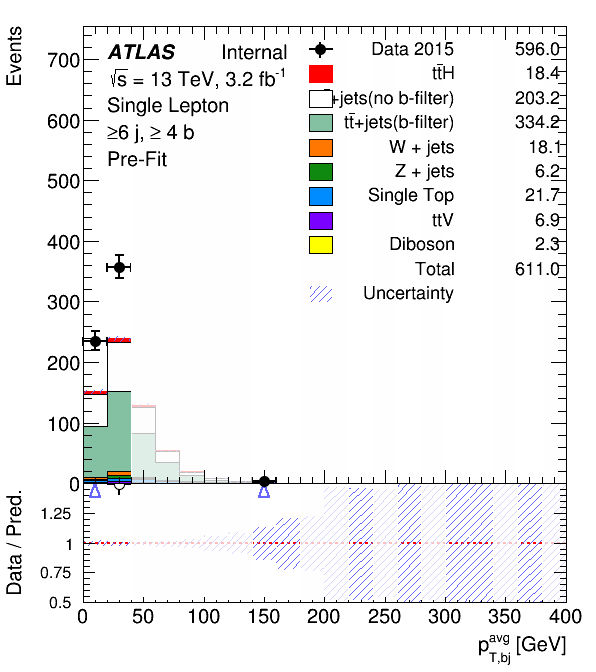 Events
ATLAS Internal
√s = 13 TeV, 3.2 fb⁻¹
Single Lepton
≥6 j, ≥ 4 b
Pre-Fit
Data 2015 596.0
tt̄H 18.4
+jets(no b-filter) 203.2
tt̄+jets(b-filter) 334.2
W + jets 18.1
Z + jets 6.2
Single Top 21.7
ttV 6.9
Diboson 2.3
Total 611.0
Uncertainty
700
600
500
400
300
200
100
0
Data / Pred.
1.25
1
0.75
0.5
0 50 100 150 200 250 300 350 400
p_{T,bj}^{avg} [GeV]